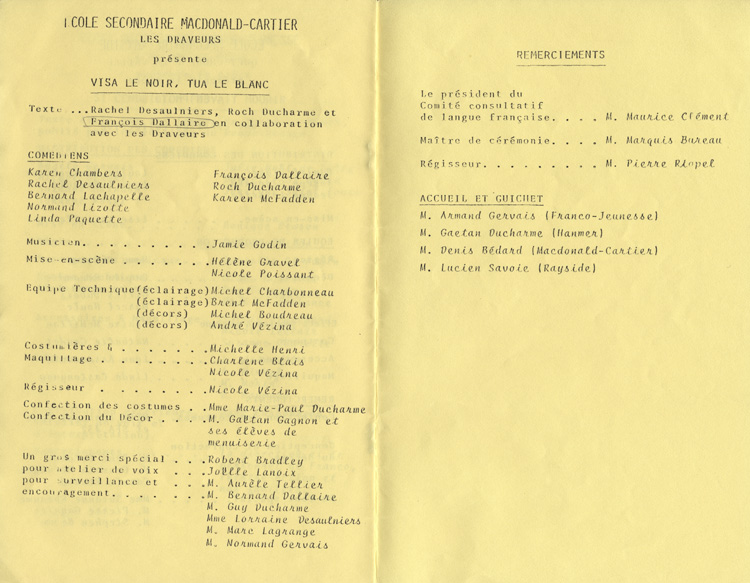 ECOLE SECONDAIRE MACDONALD-CARTIER
LES DRAVEURS
présente
VISA LE NOIR, TUA LE BLANC
Texte ...Rachel Desaulniers, Roch Ducharme et
François Dallaire en collaboration
avec les Draveurs
COMEDIENS
Karen Chambers François Dallaire
Rachel Desaulniers Roch Ducharme
Bernard Lachapelle Kareen McFadden
Normand Lizotte
Linda Paquette
Musicien. . . . . . . . .Jamie Godin
Mise-en-scène . . . . . .Hélène Gravel
Nicole Poissant
Equipe Technique(éclairage)Michel Charbonneau
(éclairage)Brent McFadden
(décors) Michel Boudreau
(décors) André Vézina
Costumières & . . . . . .Michelle Henri
Maquillage . . . . . . . .Charlene Blais
Nicole Vézina
Régisseur . . . . . . . .Nicole Vézina
Confection des costumes . .Mme Marie-Paul Ducharme
Confection du Décor . . . .M. Gaëtan Gagnon et
ses élèves de
menuiserie
Un gros merci spécial . . .Robert Bradley
pour atelier de voix . . .Joëlle Lanoix
pour surveillance et . . .M. Aurèle Tellier
encouragement. . . . . . .M. Bernard Dallaire
M. Guy Ducharme
Mme Lorraine Desaulniers
M. Marc Lagrange
M. Normand Gervais
REMERCIEMENTS
Le président du
Comité consultatif
de langue française. . . . M. Maurice Clément
Maître de cérémonie. . . . M. Marquis Bureau
Régisseur. . . . . . . . . M. Pierre Riopel
ACCUEIL ET GUICHET
M. Armand Gervais (Franco-Jeunesse)
M. Gaetan Ducharme (Hanmer)
M. Denis Bédard (Macdonald-Cartier)
M. Lucien Savoie (Rayside)